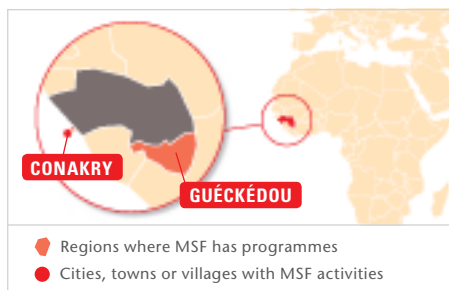 CONAKRY
GUÉCKÉDOU
Regions where MSF has programmes
Cities, towns or villages with MSF activities